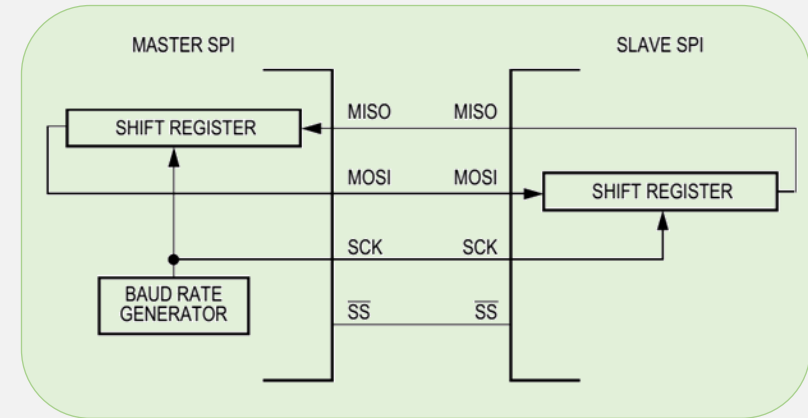 MASTER SPI
SLAVE SPI
MISO
MISO
SHIFT REGISTER
MOSI
MOSI
SHIFT REGISTER
SCK
SCK
BAUD RATE
GENERATOR
SS
SS